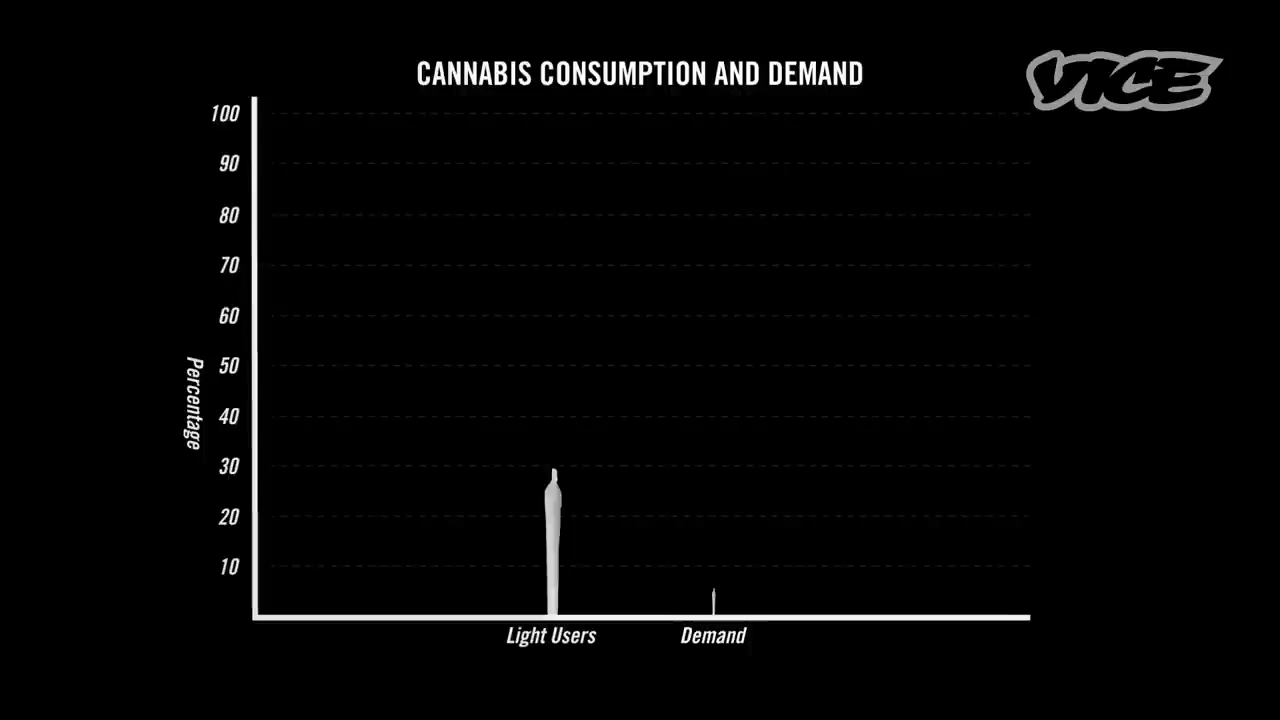 CANNABIS CONSUMPTION AND DEMAND
VICE
100
90
80
70
60
50
40
30
20
10
Percentage
Light Users
Demand